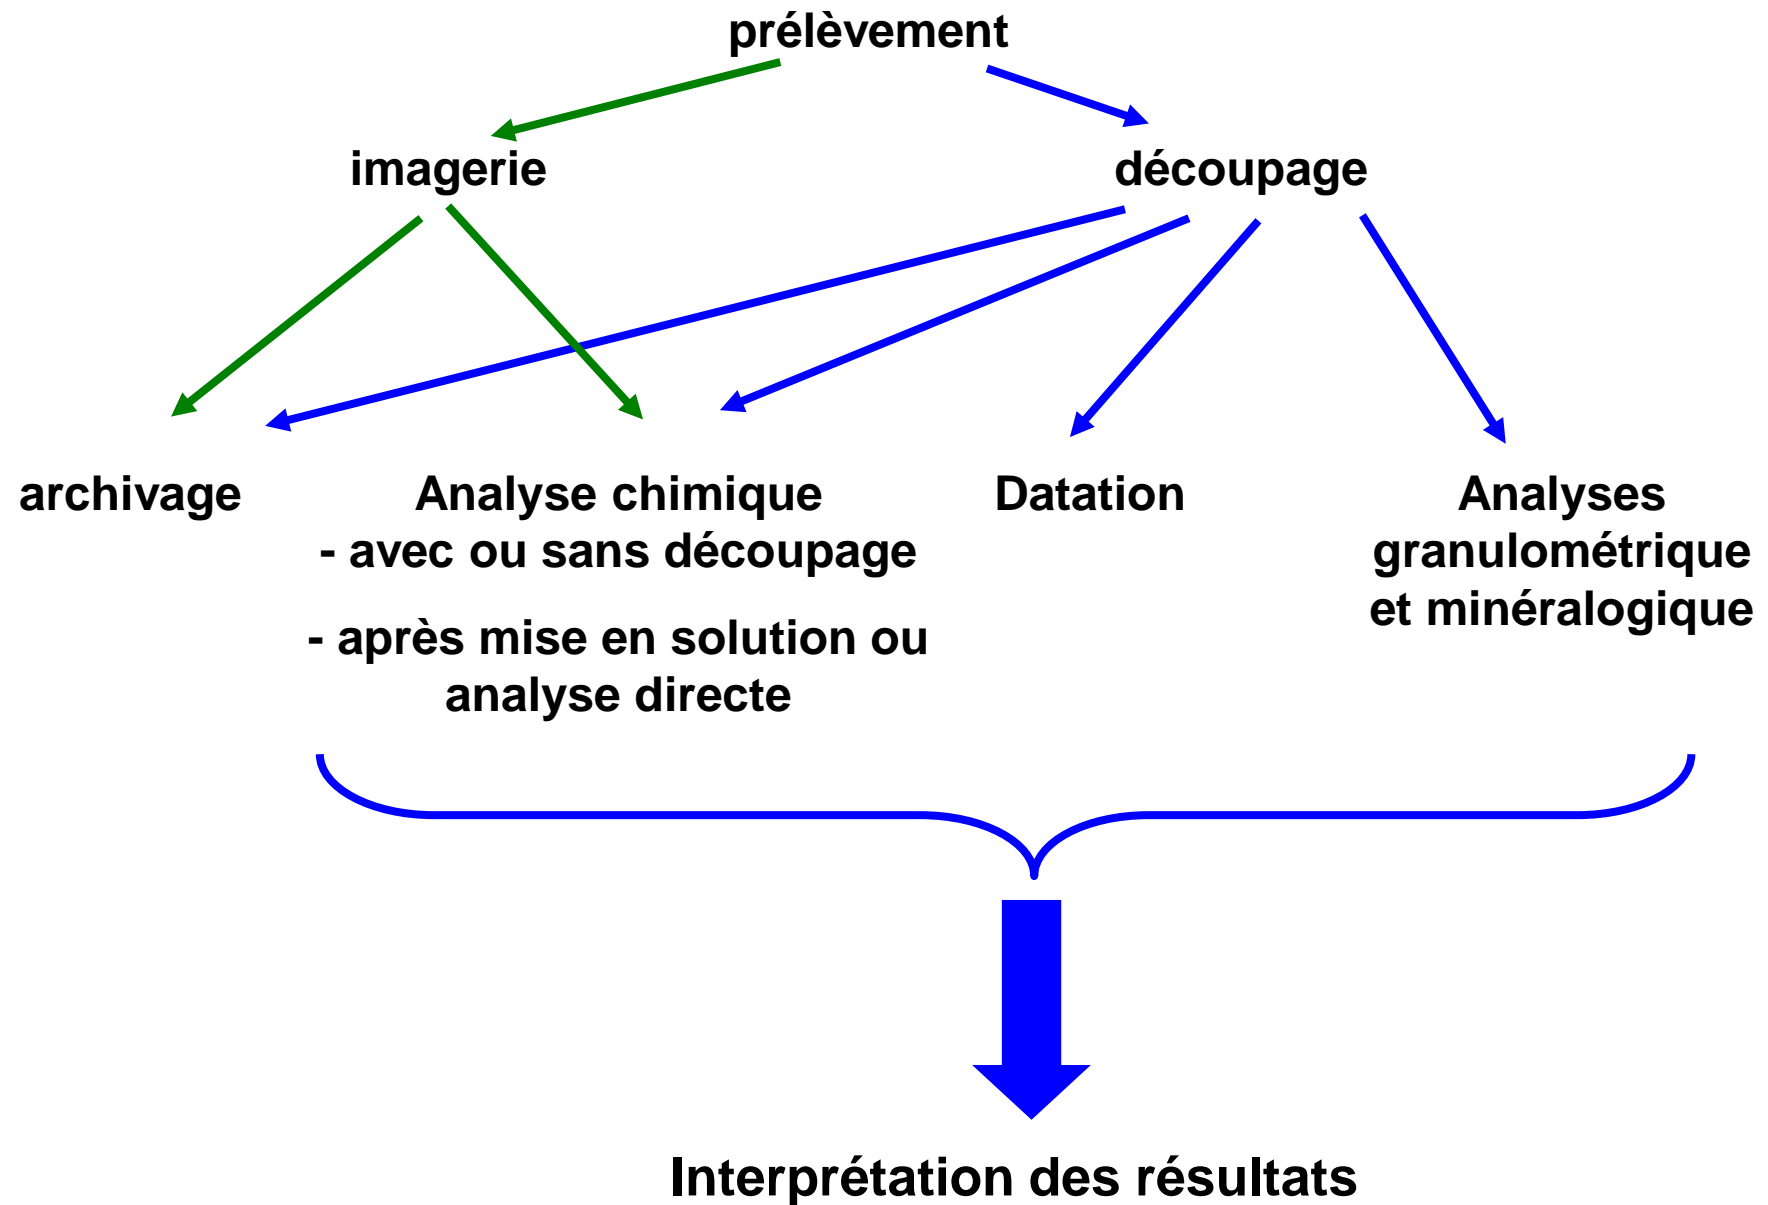 prélèvement
imagerie
découpage
archivage
Analyse chimique
- avec ou sans découpage
- après mise en solution ou
analyse directe
Datation
Analyses
granulométrique
et minéralogique
Interprétation des résultats